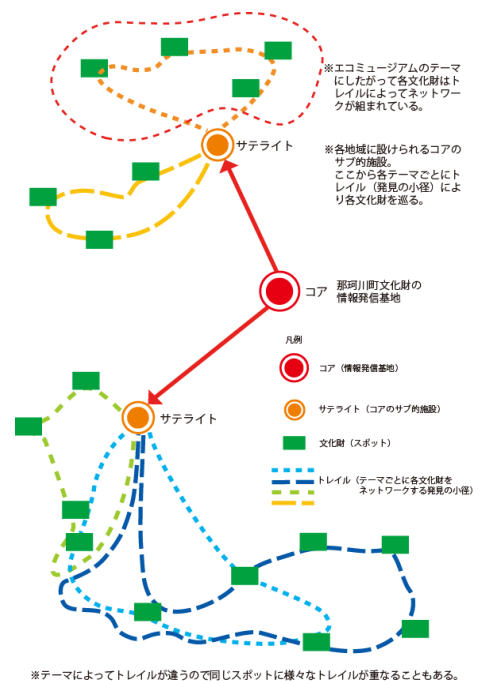 ※エコミュージアムのテーマ
にしたがって各文化財はト
レイルによってネットワー
クが組まれている。
サテライト
※各地域に設けられるコアの
サブ的施設。
ここから各テーマごとにト
レイル（発見の小径）によ
り各文化財を巡る。
コア
那珂川町文化財の
情報発信基地
凡例
コア（情報発信基地）
サテライト（コアのサブ的施設）
サテライト
文化財（スポット）
トレイル（テーマごとに各文化財を
ネットワークする発見の小径）
※テーマによってトレイルが違うので同じスポットに様々なトレイルが重なることもある。